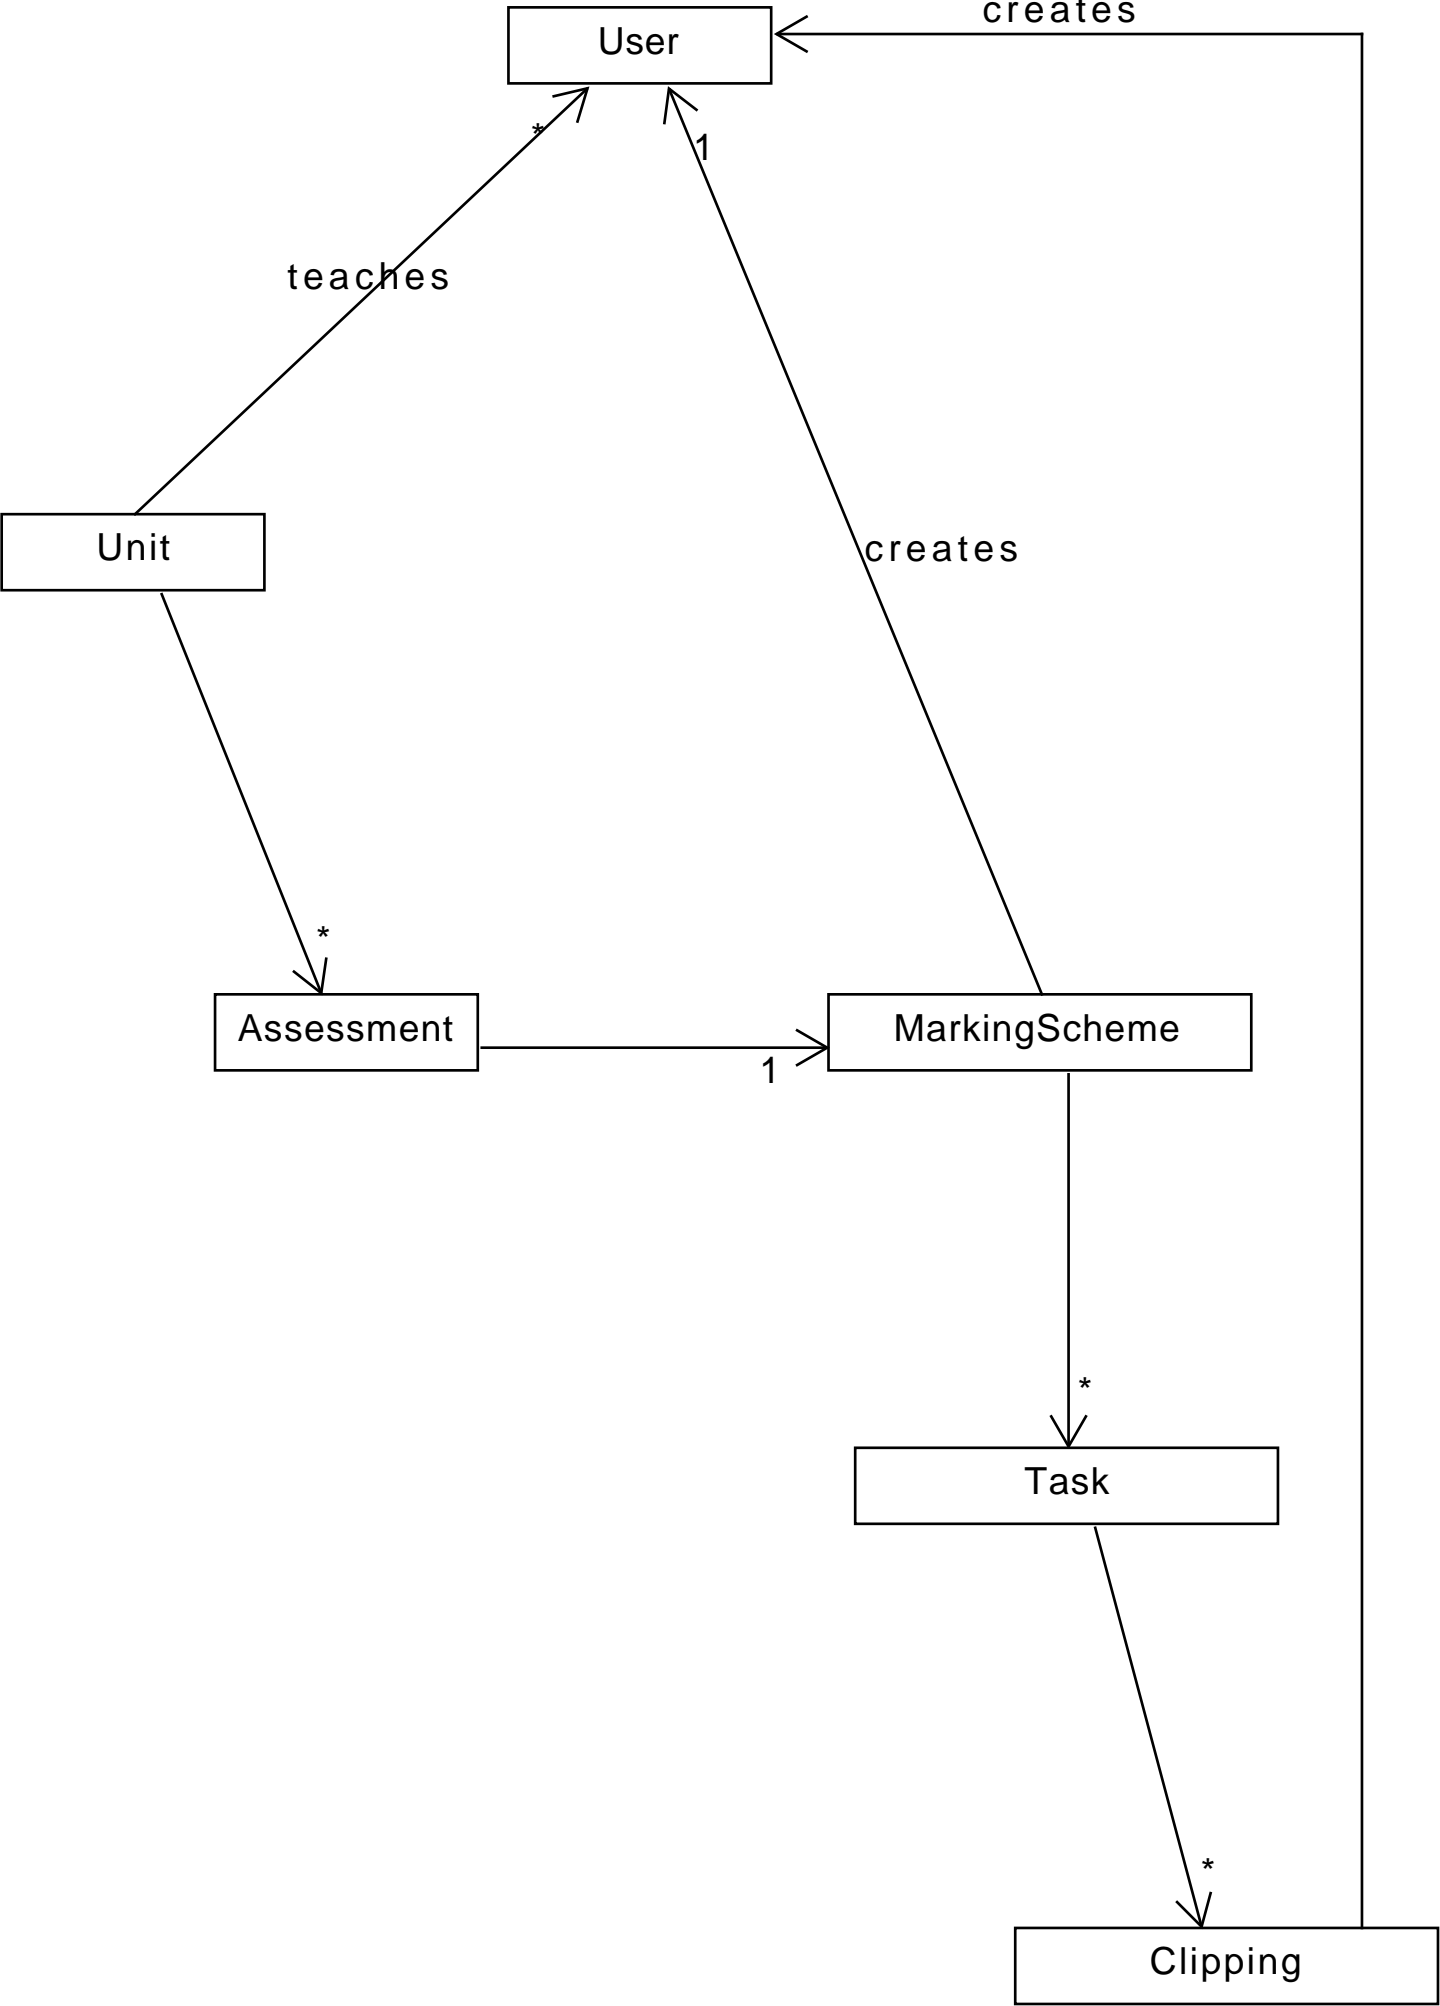 creates
User
*
1
teaches
Unit
creates
*
Assessment
MarkingScheme
1
*
Task
*
Clipping